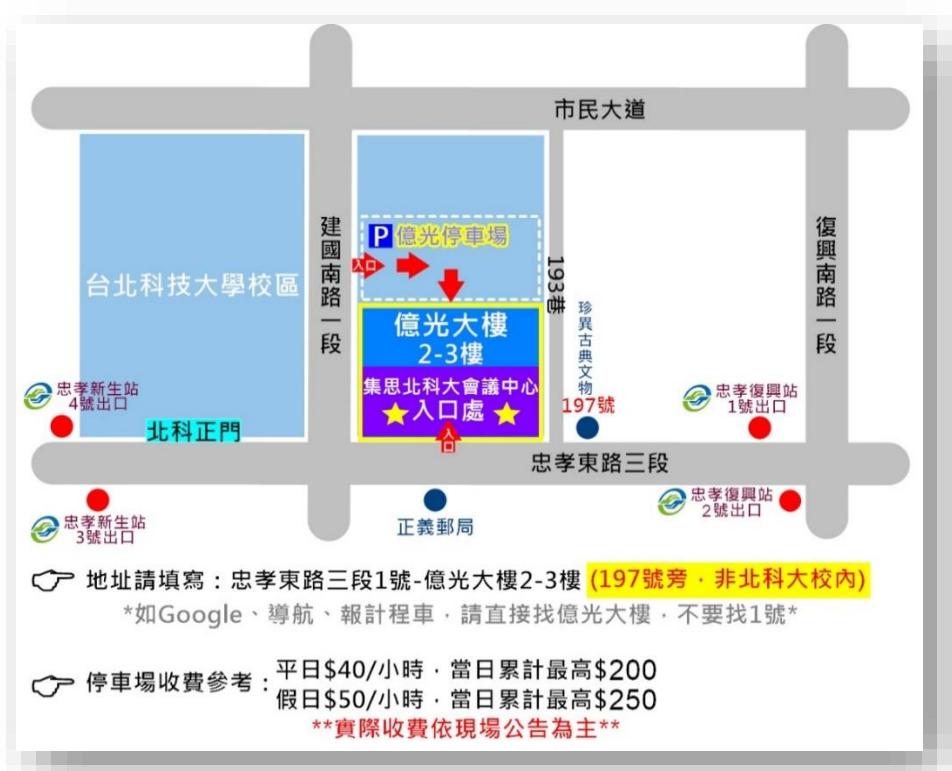 市民大道
建國南路一段
復興南路一段
P 億光停車場
入口
193巷
台北科技大學校區
億光大樓
2-3樓
珍異古典文物
197號
集思北科大會議中心
入口處
入口
忠孝新生站
4號出口
北科正門
忠孝復興站
1號出口
忠孝東路三段
忠孝新生站
3號出口
正義郵局
忠孝復興站
2號出口
地址請填寫：忠孝東路三段1號-億光大樓2-3樓 (197號旁，非北科大校內)
*如Google、導航、報計程車，請直接找億光大樓，不要找1號*
停車場收費參考：
平日$40/小時，當日累計最高$200
假日$50/小時，當日累計最高$250
**實際收費依現場公告為主**